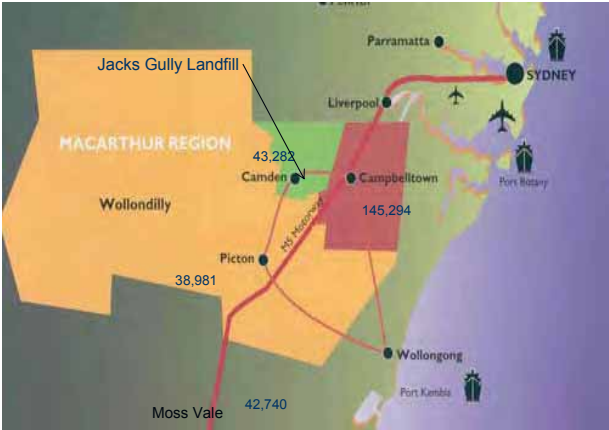 Parramatta
SYDNEY
Jacks Gully Landfill
Liverpool
MACARTHUR REGION
43,282
Camden
Campbelltown
Port Botany
Wollondilly
145,294
M5 Motorway
Picton
38,981
Wollongong
Port Kembla
Moss Vale
42,740